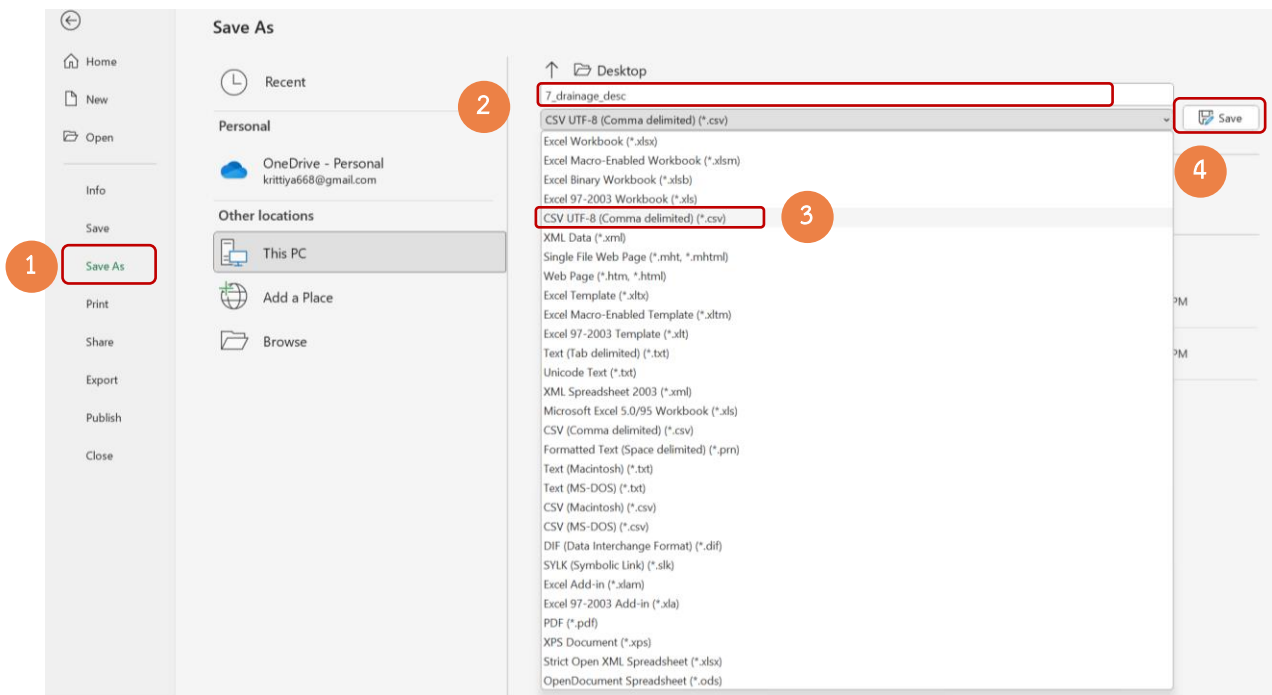 Save As
Home
New
Open
Info
Save
1
Save As
Print
Share
Export
Publish
Close
Recent
Personal
OneDrive - Personal
krittiya668@gmail.com
Other locations
This PC
Add a Place
Browse
Desktop
2
7_drainage_desc
CSV UTF-8 (Comma delimited) (*.csv)
Save
4
Excel Workbook (*.xlsx)
Excel Macro-Enabled Workbook (*.xlsm)
Excel Binary Workbook (*.xlsb)
Excel 97-2003 Workbook (*.xls)
CSV UTF-8 (Comma delimited) (*.csv)
3
XML Data (*.xml)
Single File Web Page (*.mht, *.mhtml)
Web Page (*.htm, *.html)
Excel Template (*.xltx)
Excel Macro-Enabled Template (*.xltm)
Excel 97-2003 Template (*.xlt)
Text (Tab delimited) (*.txt)
Unicode Text (*.txt)
XML Spreadsheet 2003 (*.xml)
Microsoft Excel 5.0/95 Workbook (*.xls)
CSV (Comma delimited) (*.csv)
Formatted Text (Space delimited) (*.prn)
Text (Macintosh) (*.txt)
Text (MS-DOS) (*.txt)
CSV (Macintosh) (*.csv)
CSV (MS-DOS) (*.csv)
DIF (Data Interchange Format) (*.dif)
SYLK (Symbolic Link) (*.slk)
Excel Add-in (*.xlam)
Excel 97-2003 Add-in (*.xla)
PDF (*.pdf)
XPS Document (*.xps)
Strict Open XML Spreadsheet (*.xlsx)
OpenDocument Spreadsheet (*.ods)
PM
PM